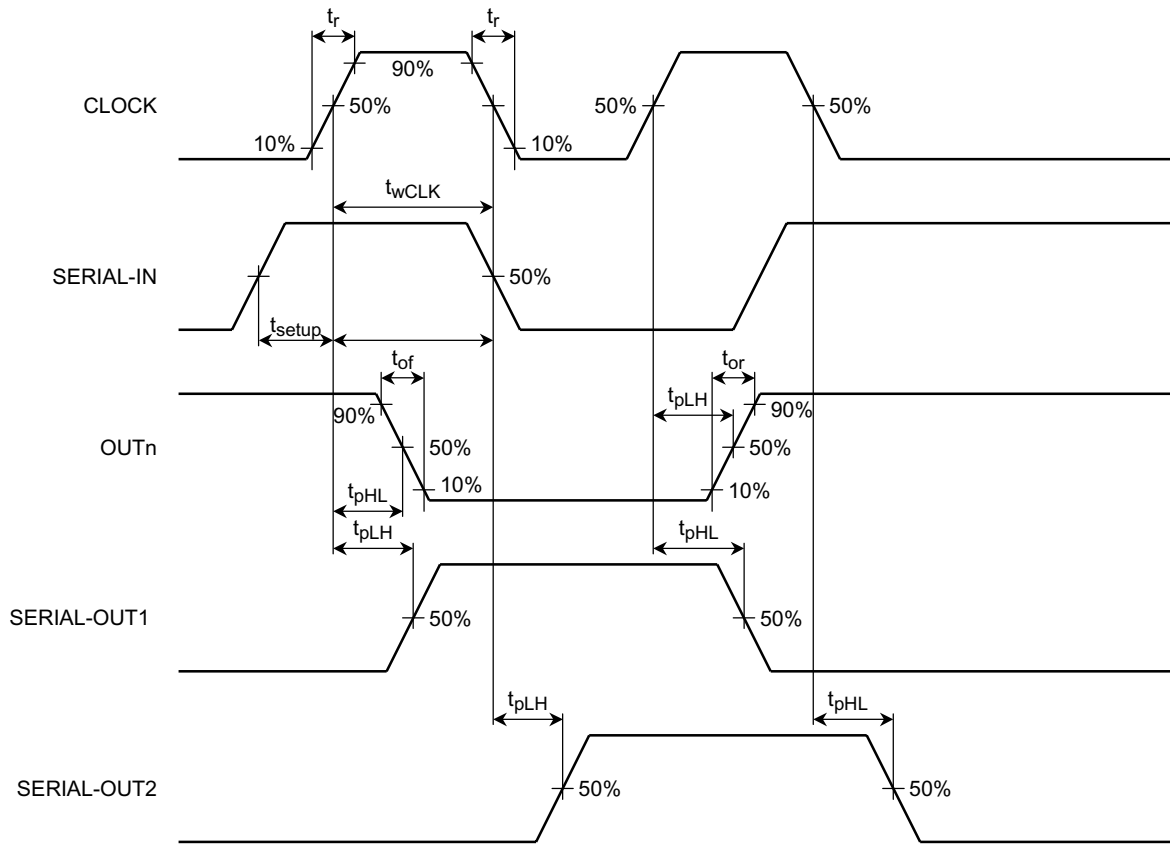 tr tr
90%
CLOCK 50% 50% 50%
10% 10%
twCLK
SERIAL-IN 50%
tsetup
tof tor
tpLH
90% 90%
OUTn 50% 50%
10% 10%
tpHL
tpLH tpHL
SERIAL-OUT1 50% 50%
tpLH tpHL
SERIAL-OUT2 50% 50%